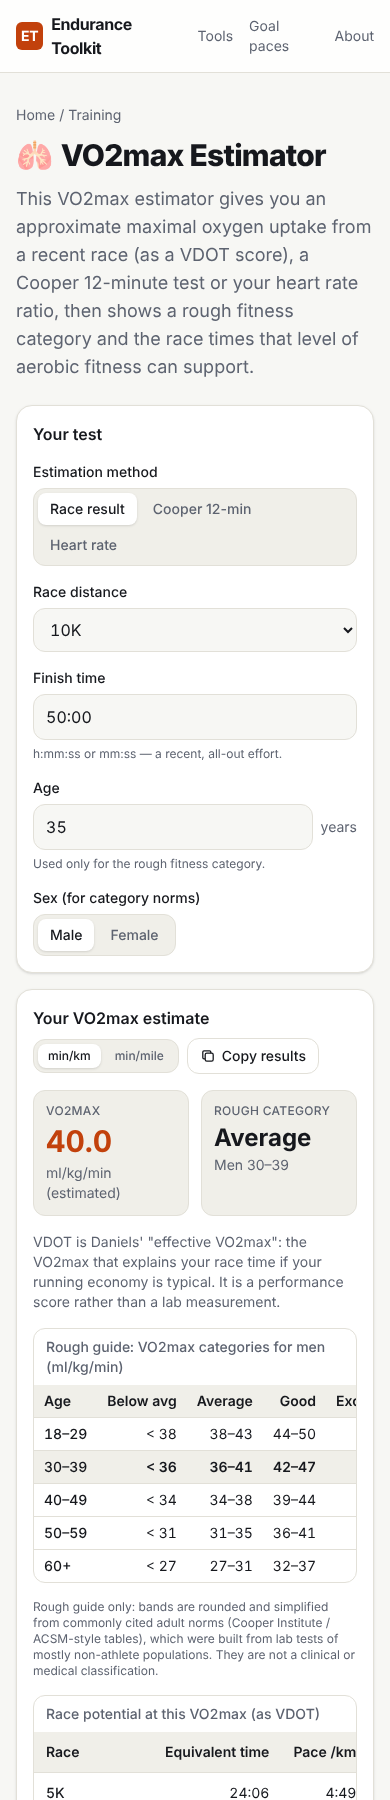 ET Endurance Toolkit Tools Goal paces About
Home / Training
VO2max Estimator
This VO2max estimator gives you an
approximate maximal oxygen uptake from
a recent race (as a VDOT score), a
Cooper 12-minute test or your heart rate
ratio, then shows a rough fitness
category and the race times that level of
aerobic fitness can support.
Your test
Estimation method
Race result Cooper 12-min
Heart rate
Race distance
10K
Finish time
50:00
h:mm:ss or mm:ss — a recent, all-out effort.
Age
35 years
Used only for the rough fitness category.
Sex (for category norms)
Male Female
Your VO2max estimate
min/km min/mile Copy results
VO2MAX
40.0
ml/kg/min
(estimated)
ROUGH CATEGORY
Average
Men 30–39
VDOT is Daniels' "effective VO2max": the
VO2max that explains your race time if your
running economy is typical. It is a performance
score rather than a lab measurement.
Rough guide: VO2max categories for men
(ml/kg/min)
Age Below avg Average Good Exc
18–29 < 38 38–43 44–50
30–39 < 36 36–41 42–47
40–49 < 34 34–38 39–44
50–59 < 31 31–35 36–41
60+ < 27 27–31 32–37
Rough guide only: bands are rounded and simplified
from commonly cited adult norms (Cooper Institute /
ACSM-style tables), which were built from lab tests of
mostly non-athlete populations. They are not a clinical or
medical classification.
Race potential at this VO2max (as VDOT)
Race Equivalent time Pace /km
5K 24:06 4:49